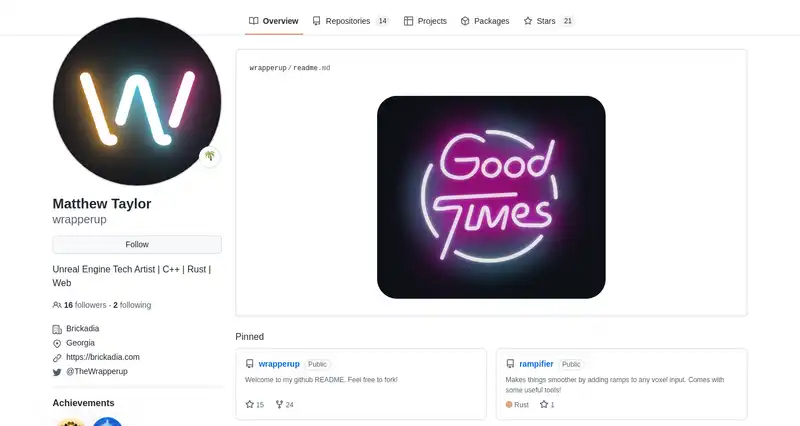 Overview
Repositories 14
Projects
Packages
Stars 21
W
Matthew Taylor
wrapperup
Follow
Unreal Engine Tech Artist | C++ | Rust |
Web
16 followers · 2 following
Brickadia
Georgia
https://brickadia.com
@TheWrapperup
Achievements
wrapperup/readme.md
Good
Times
Pinned
wrapperup Public
Welcome to my github README. Feel free to fork!
15 24
rampifier Public
Makes things smoother by adding ramps to any voxel input. Comes with
some useful tools!
Rust 1